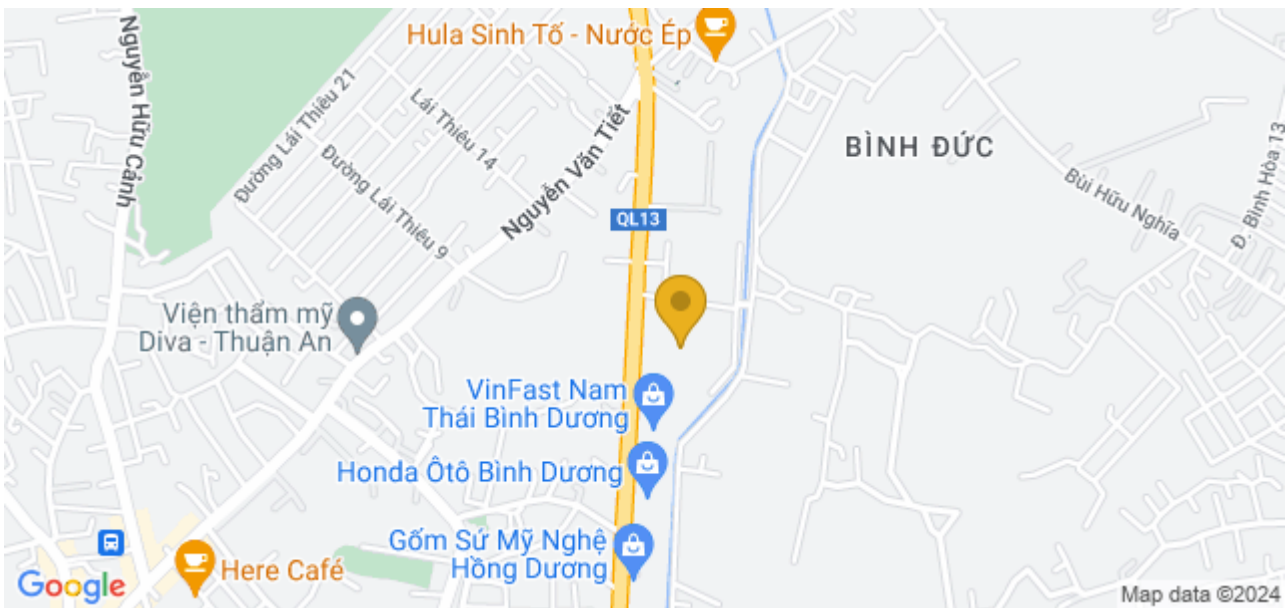 Hula Sinh Tố - Nước Ép
Nguyễn Hữu Cảnh
Đường Lái Thiêu 21
Lái Thiêu 14
Nguyễn Văn Tiết
BÌNH ĐỨC
Đường Lái Thiêu 9
Bùi Hữu Nghĩa
Đ. Bình Hòa 13
QL13
Viện thẩm mỹ
Diva - Thuận An
VinFast Nam
Thái Bình Dương
Honda Ôtô Bình Dương
Gốm Sứ Mỹ Nghệ
Hồng Dương
Here Café
Google
Map data ©2024